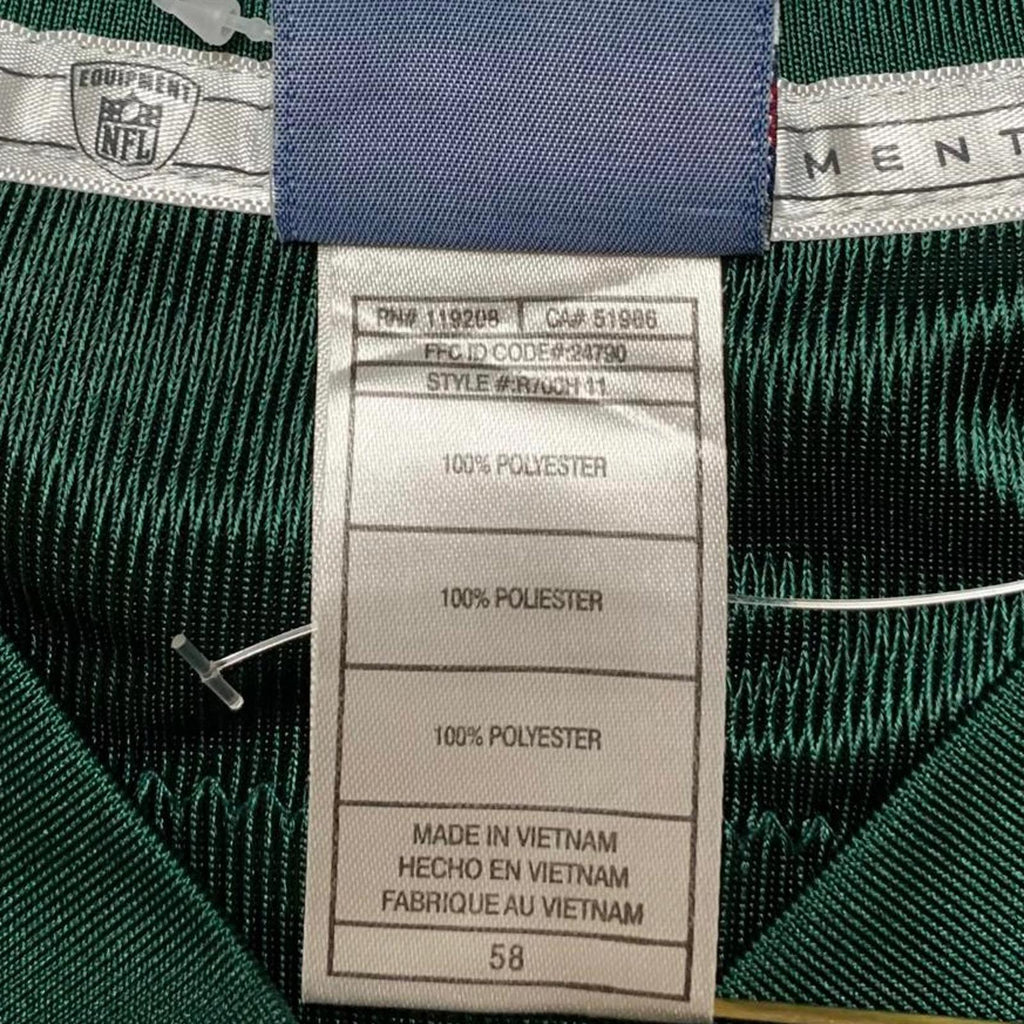 EQUIPMENT
NFL
MENT
RN# 119208 CA# 51986
FFC ID CODE#:24790
STYLE #:R700H 11
100% POLYESTER
100% POLIESTER
100% POLYESTER
MADE IN VIETNAM
HECHO EN VIETNAM
FABRIQUE AU VIETNAM
58